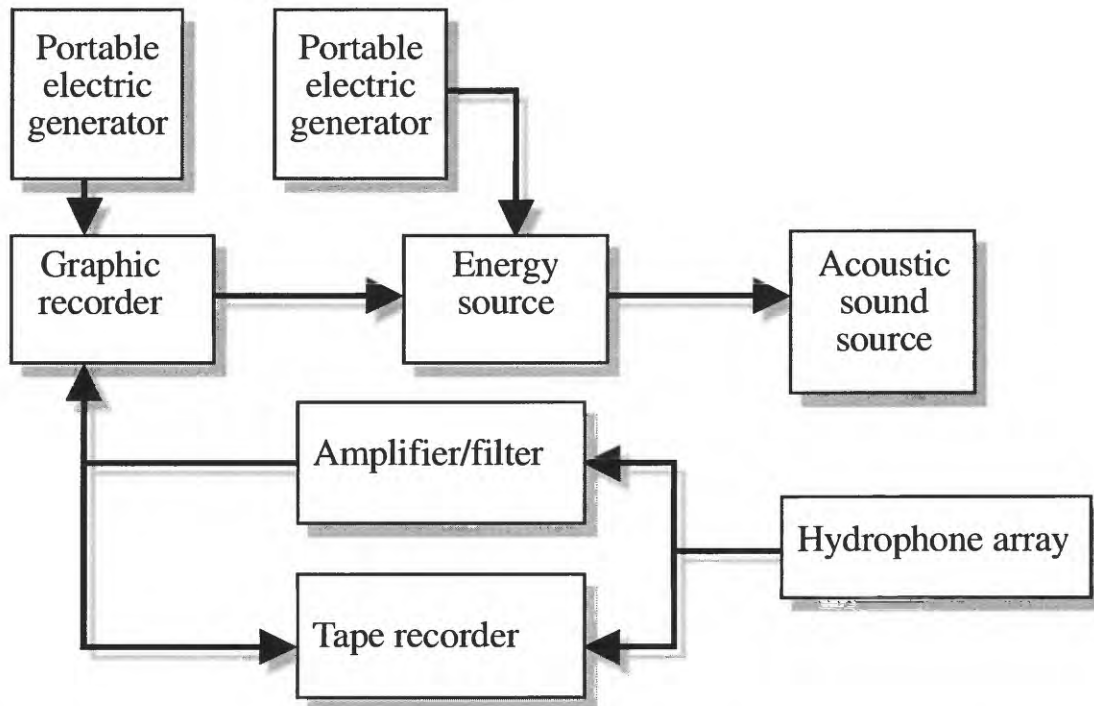 Portable
electric
generator
Portable
electric
generator
Graphic
recorder
Energy
source
Acoustic
sound
source
Amplifier/filter
Hydrophone array
Tape recorder